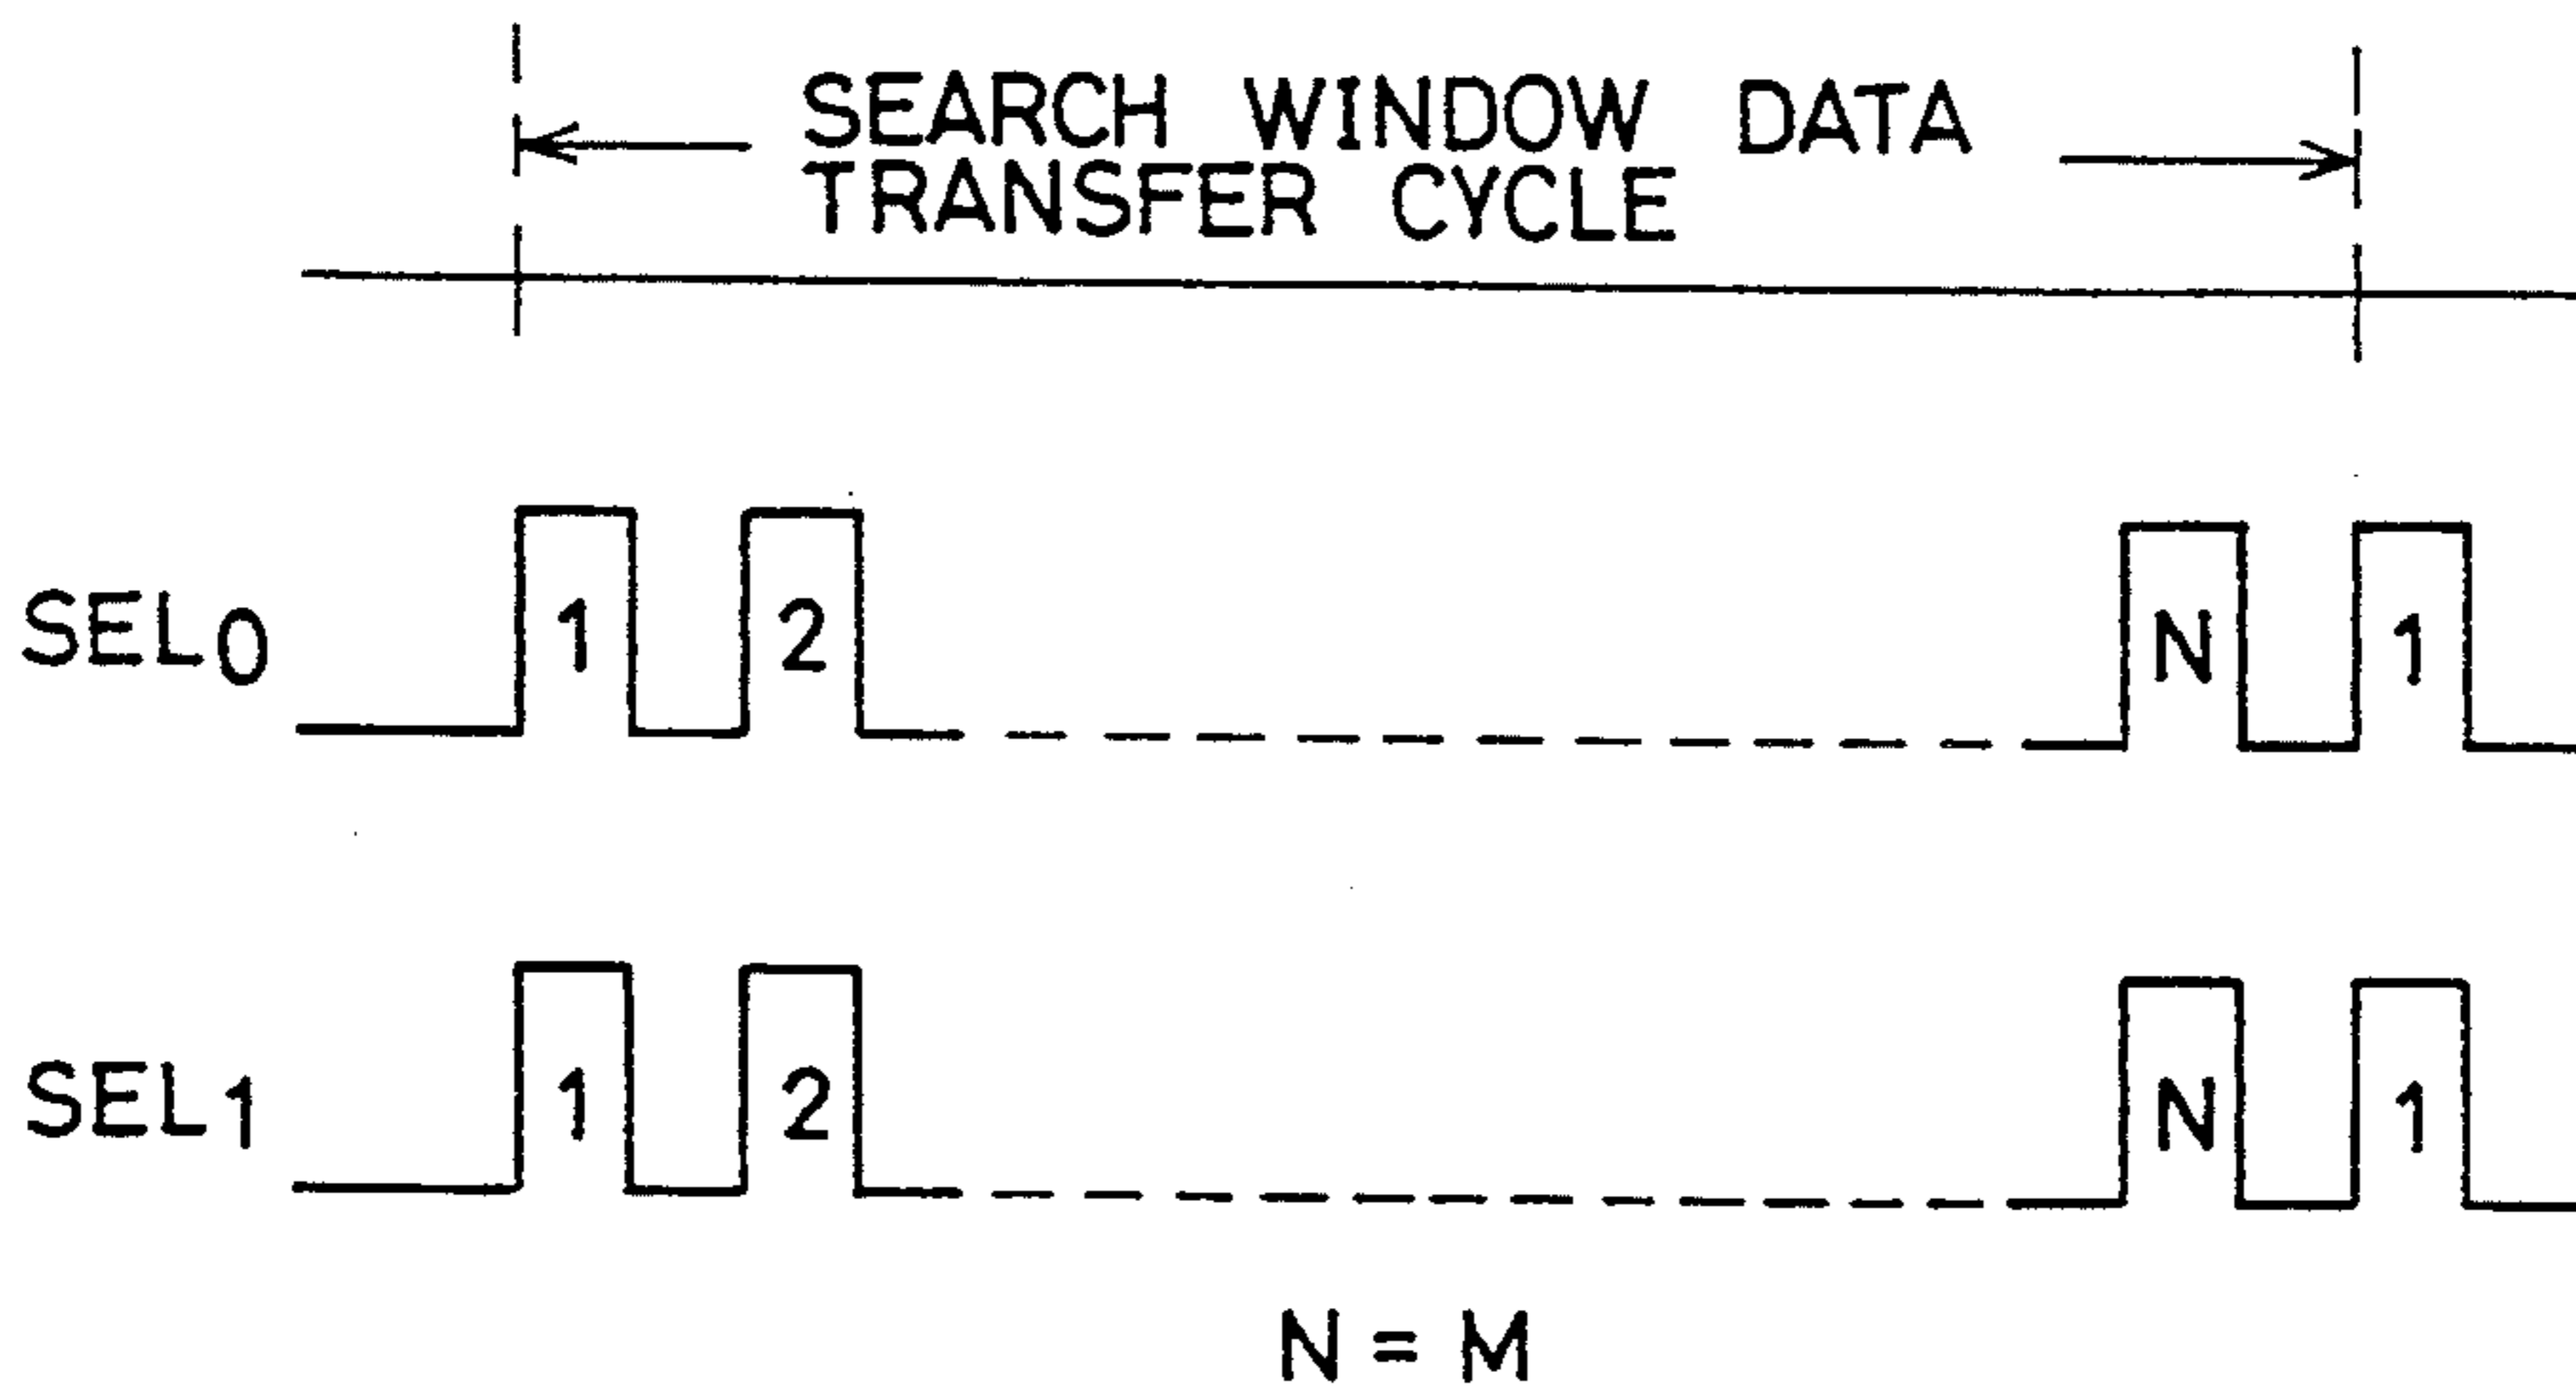 SEARCH WINDOW DATA
TRANSFER CYCLE
SEL0 1 2 N 1
SEL1 1 2 N 1
N = M